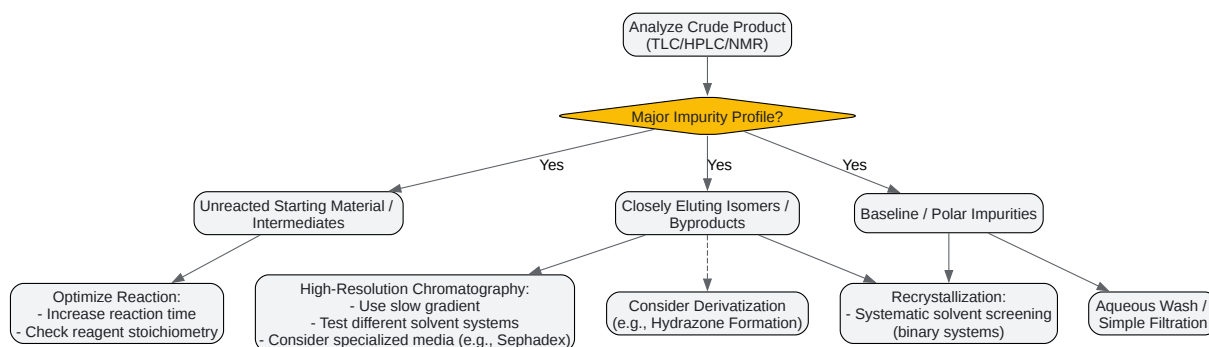 Analyze Crude Product
(TLC/HPLC/NMR)
Major Impurity Profile?
Yes
Yes
Yes
Unreacted Starting Material /
Intermediates
Closely Eluting Isomers /
Byproducts
Baseline / Polar Impurities
Optimize Reaction:
- Increase reaction time
- Check reagent stoichiometry
High-Resolution Chromatography:
- Use slow gradient
- Test different solvent systems
- Consider specialized media (e.g., Sephadex)
Consider Derivatization
(e.g., Hydrazone Formation)
Recrystallization:
- Systematic solvent screening
(binary systems)
Aqueous Wash /
Simple Filtration